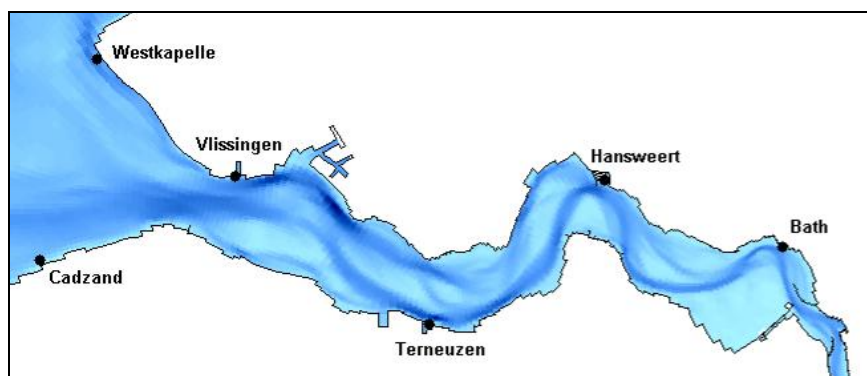 Westkapelle
Vlissingen
Hansweert
Bath
Cadzand
Terneuzen